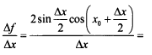 Δf/Δx = (2 sin Δx/2 cos(x₀ + Δx/2))/Δx =